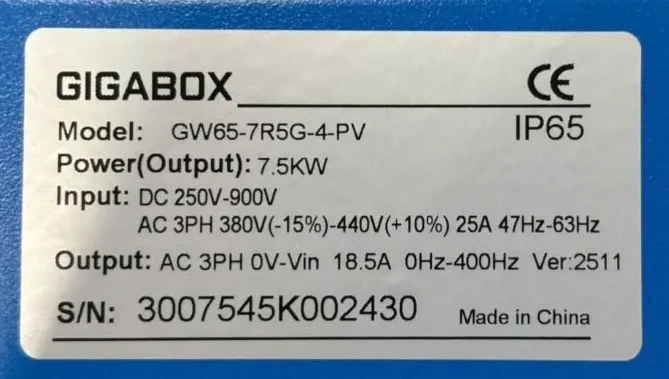 GIGABOX CE
Model: GW65-7R5G-4-PV IP65
Power(Output): 7.5KW
Input: DC 250V-900V
AC 3PH 380V(-15%)-440V(+10%) 25A 47Hz-63Hz
Output: AC 3PH 0V-Vin 18.5A 0Hz-400Hz Ver:2511
S/N: 3007545K002430 Made in China